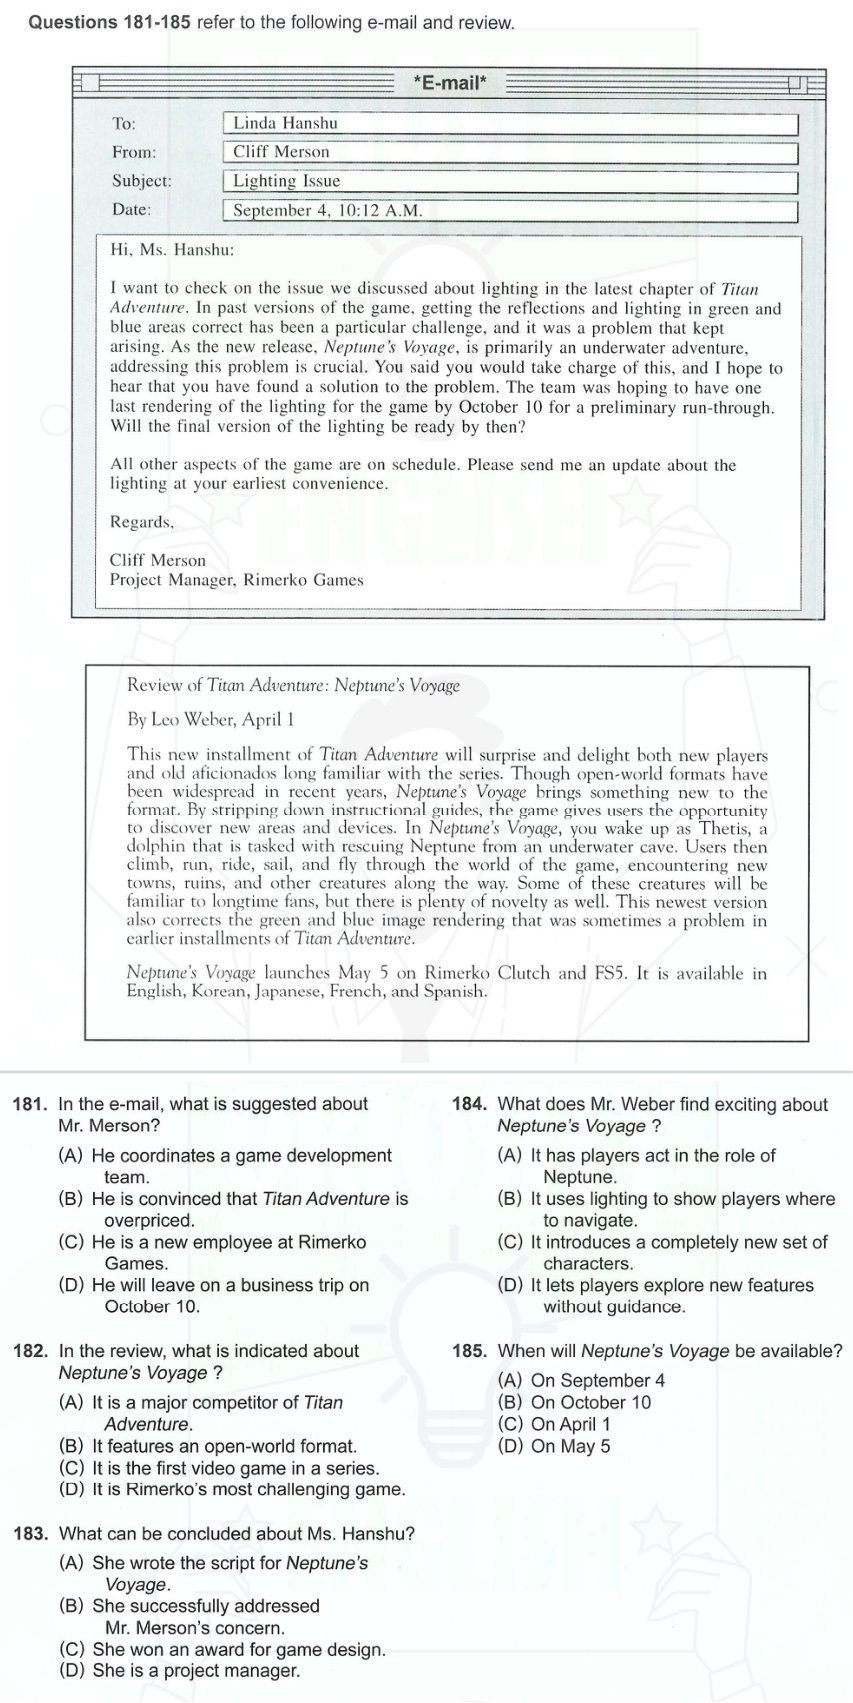 Questions 181-185 refer to the following e-mail and review.
*E-mail*
To: Linda Hanshu
From: Cliff Merson
Subject: Lighting Issue
Date: September 4, 10:12 A.M.
Hi, Ms. Hanshu:
I want to check on the issue we discussed about lighting in the latest chapter of Titan
Adventure. In past versions of the game, getting the reflections and lighting in green and
blue areas correct has been a particular challenge, and it was a problem that kept
arising. As the new release, Neptune's Voyage, is primarily an underwater adventure,
addressing this problem is crucial. You said you would take charge of this, and I hope to
hear that you have found a solution to the problem. The team was hoping to have one
last rendering of the lighting for the game by October 10 for a preliminary run-through.
Will the final version of the lighting be ready by then?
All other aspects of the game are on schedule. Please send me an update about the
lighting at your earliest convenience.
Regards,
Cliff Merson
Project Manager, Rimerko Games
Review of Titan Adventure: Neptune's Voyage
By Leo Weber, April 1
This new installment of Titan Adventure will surprise and delight both new players
and old aficionados long familiar with the series. Though open-world formats have
been widespread in recent years, Neptune's Voyage brings something new to the
format. By stripping down instructional guides, the game gives users the opportunity
to discover new areas and devices. In Neptune's Voyage, you wake up as Thetis, a
dolphin that is tasked with rescuing Neptune from an underwater cave. Users then
climb, run, ride, sail, and fly through the world of the game, encountering new
towns, ruins, and other creatures along the way. Some of these creatures will be
familiar to longtime fans, but there is plenty of novelty as well. This newest version
also corrects the green and blue image rendering that was sometimes a problem in
earlier installments of Titan Adventure.
Neptune's Voyage launches May 5 on Rimerko Clutch and FS5. It is available in
English, Korean, Japanese, French, and Spanish.
181. In the e-mail, what is suggested about
Mr. Merson?
(A) He coordinates a game development
team.
(B) He is convinced that Titan Adventure is
overpriced.
(C) He is a new employee at Rimerko
Games.
(D) He will leave on a business trip on
October 10.
182. In the review, what is indicated about
Neptune's Voyage ?
(A) It is a major competitor of Titan
Adventure.
(B) It features an open-world format.
(C) It is the first video game in a series.
(D) It is Rimerko's most challenging game.
183. What can be concluded about Ms. Hanshu?
(A) She wrote the script for Neptune's
Voyage.
(B) She successfully addressed
Mr. Merson's concern.
(C) She won an award for game design.
(D) She is a project manager.
184. What does Mr. Weber find exciting about
Neptune's Voyage ?
(A) It has players act in the role of
Neptune.
(B) It uses lighting to show players where
to navigate.
(C) It introduces a completely new set of
characters.
(D) It lets players explore new features
without guidance.
185. When will Neptune's Voyage be available?
(A) On September 4
(B) On October 10
(C) On April 1
(D) On May 5
ENGLISH
ENGLISH